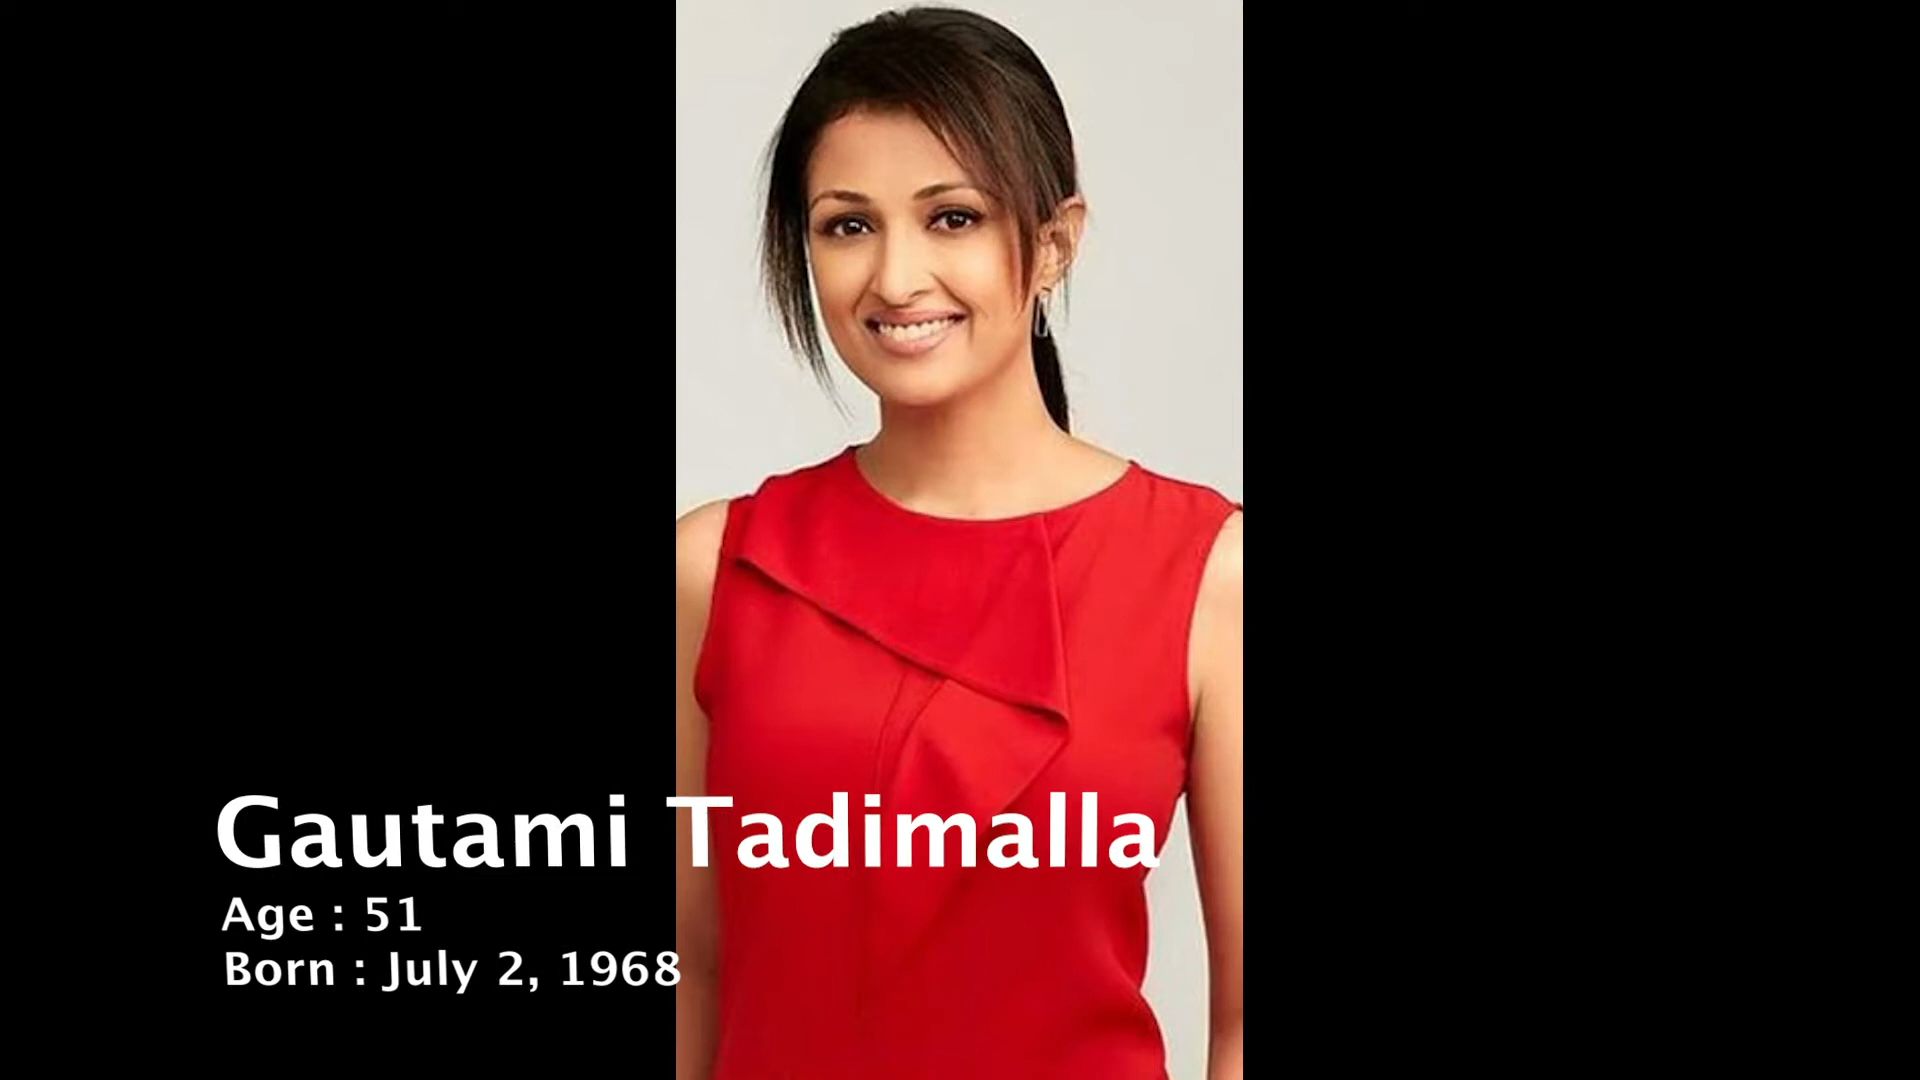 Gautami Tadimalla
Age : 51
Born : July 2, 1968